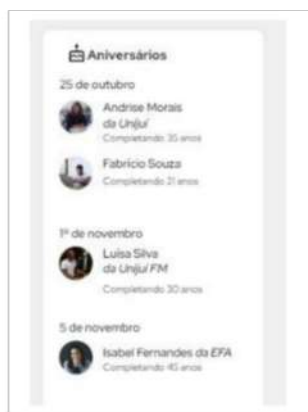 Aniversários
25 de outubro
Andrise Morais
da Unijuí
Completando 35 anos
Fabrício Souza
Completando 21 anos
1º de novembro
Luísa Silva
da Unijuí FM
Completando 30 anos
5 de novembro
Isabel Fernandes da EFA
Completando 45 anos